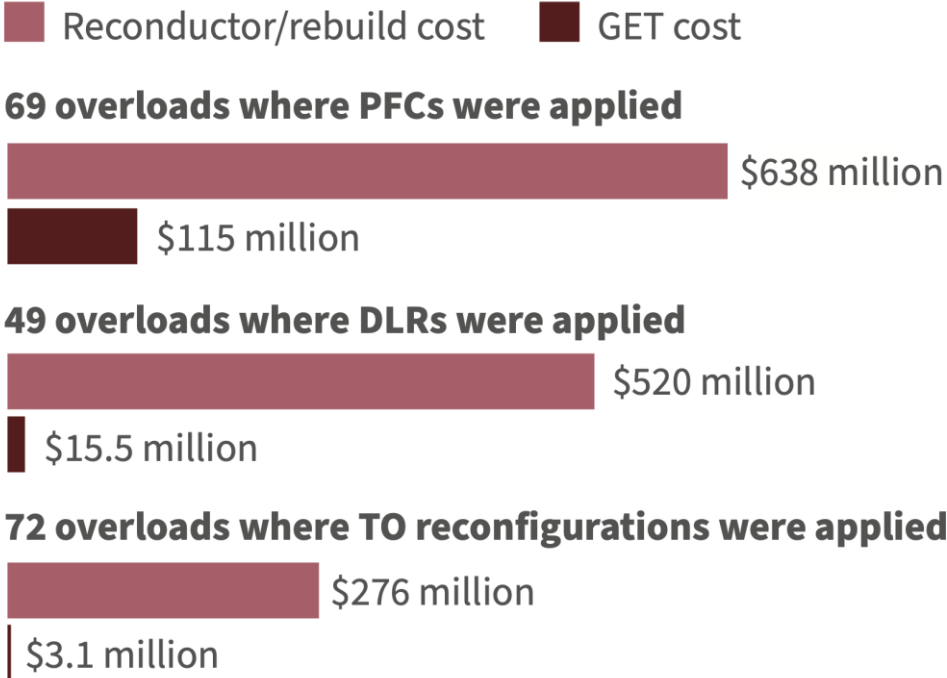 Reconductor/rebuild cost GET cost
69 overloads where PFCs were applied
$638 million
$115 million
49 overloads where DLRs were applied
$520 million
$15.5 million
72 overloads where TO reconfigurations were applied
$276 million
$3.1 million